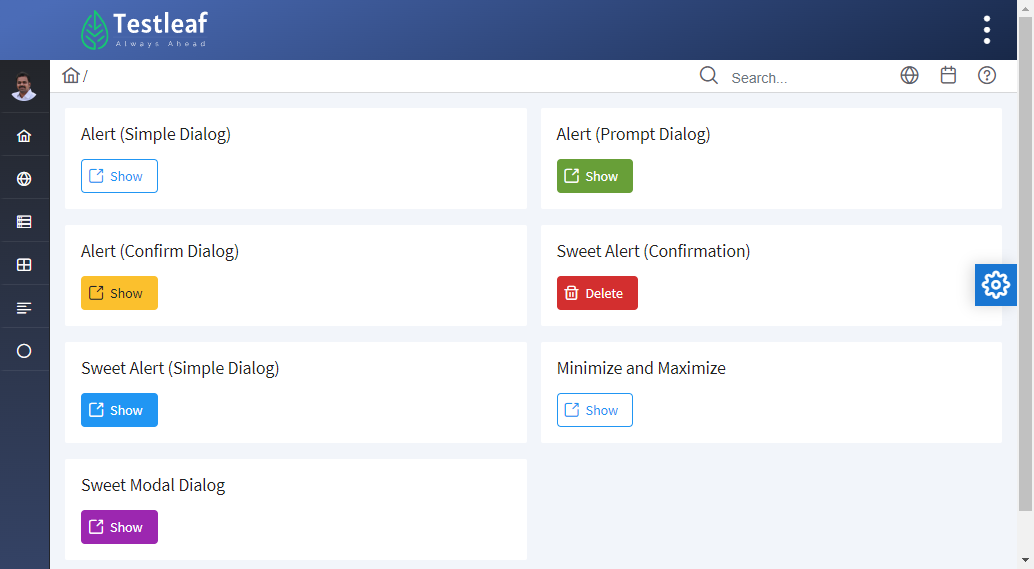 Testleaf
Always Ahead
/
Search...
Alert (Simple Dialog)
Show
Alert (Prompt Dialog)
Show
Alert (Confirm Dialog)
Show
Sweet Alert (Confirmation)
Delete
Sweet Alert (Simple Dialog)
Show
Minimize and Maximize
Show
Sweet Modal Dialog
Show